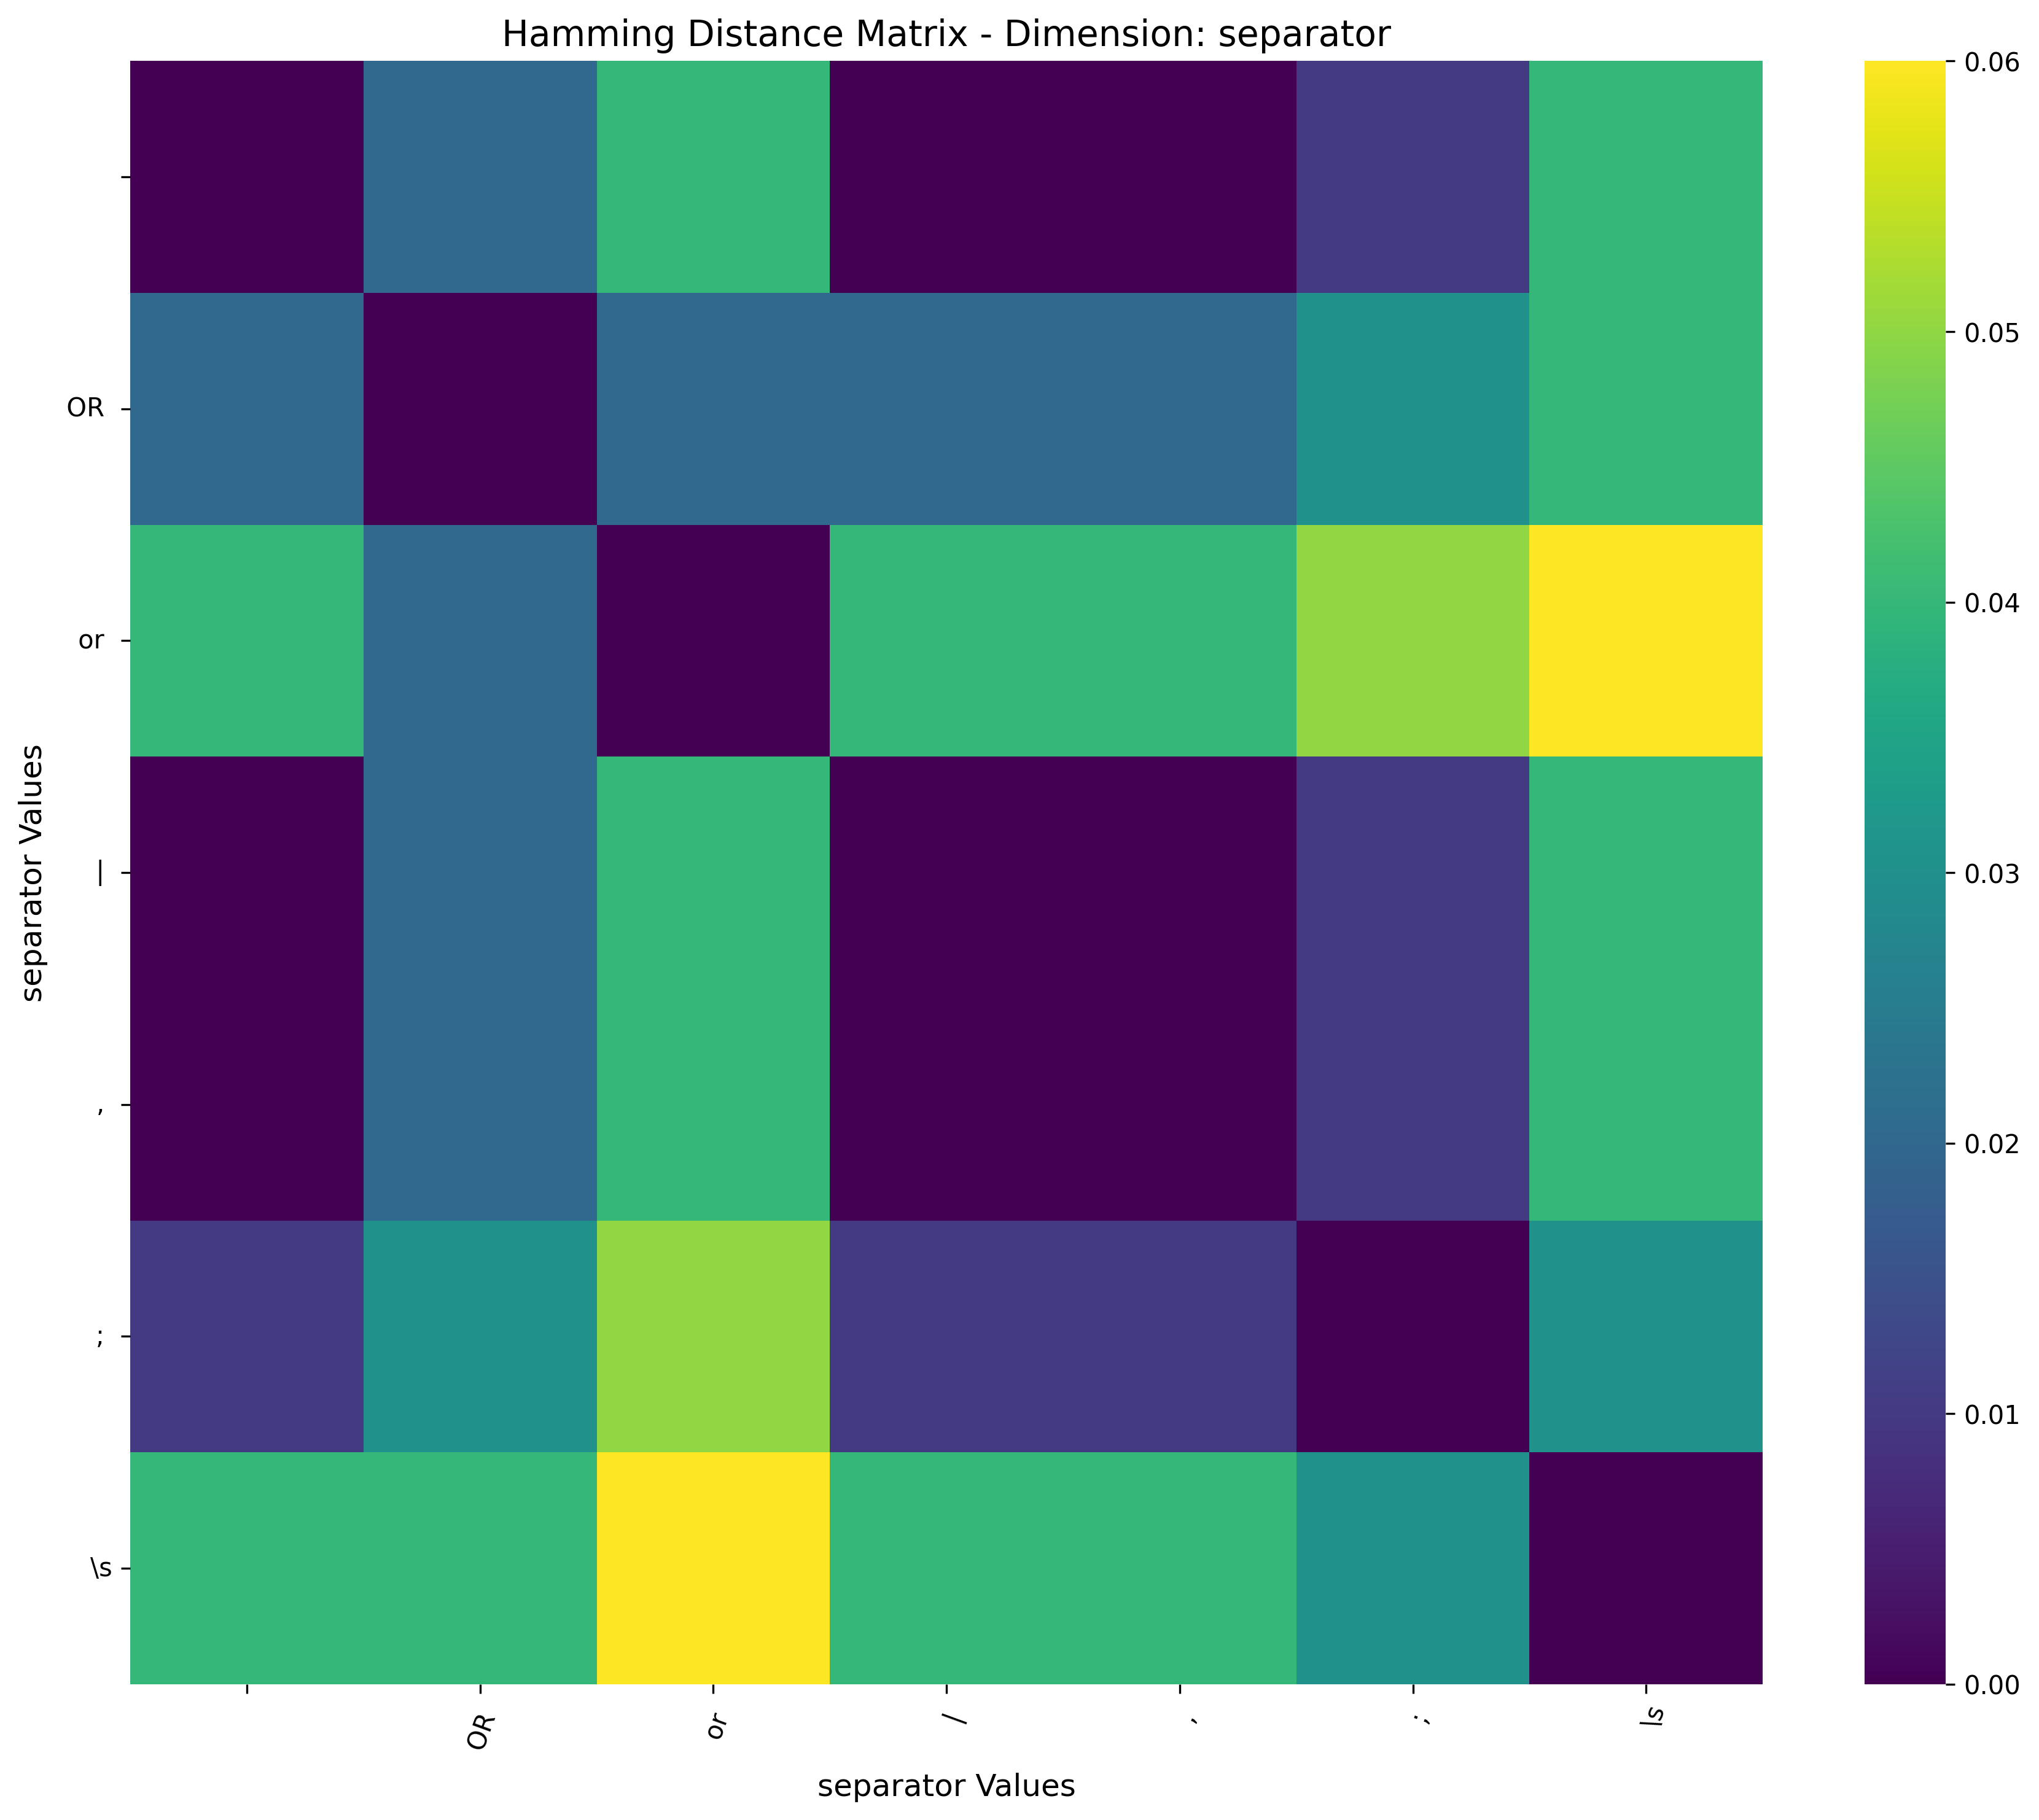 Hamming Distance Matrix - Dimension: separator
separator Values
OR
or
|
,
;
\s
OR
or
|
,
;
\s
separator Values
0.06
0.05
0.04
0.03
0.02
0.01
0.00